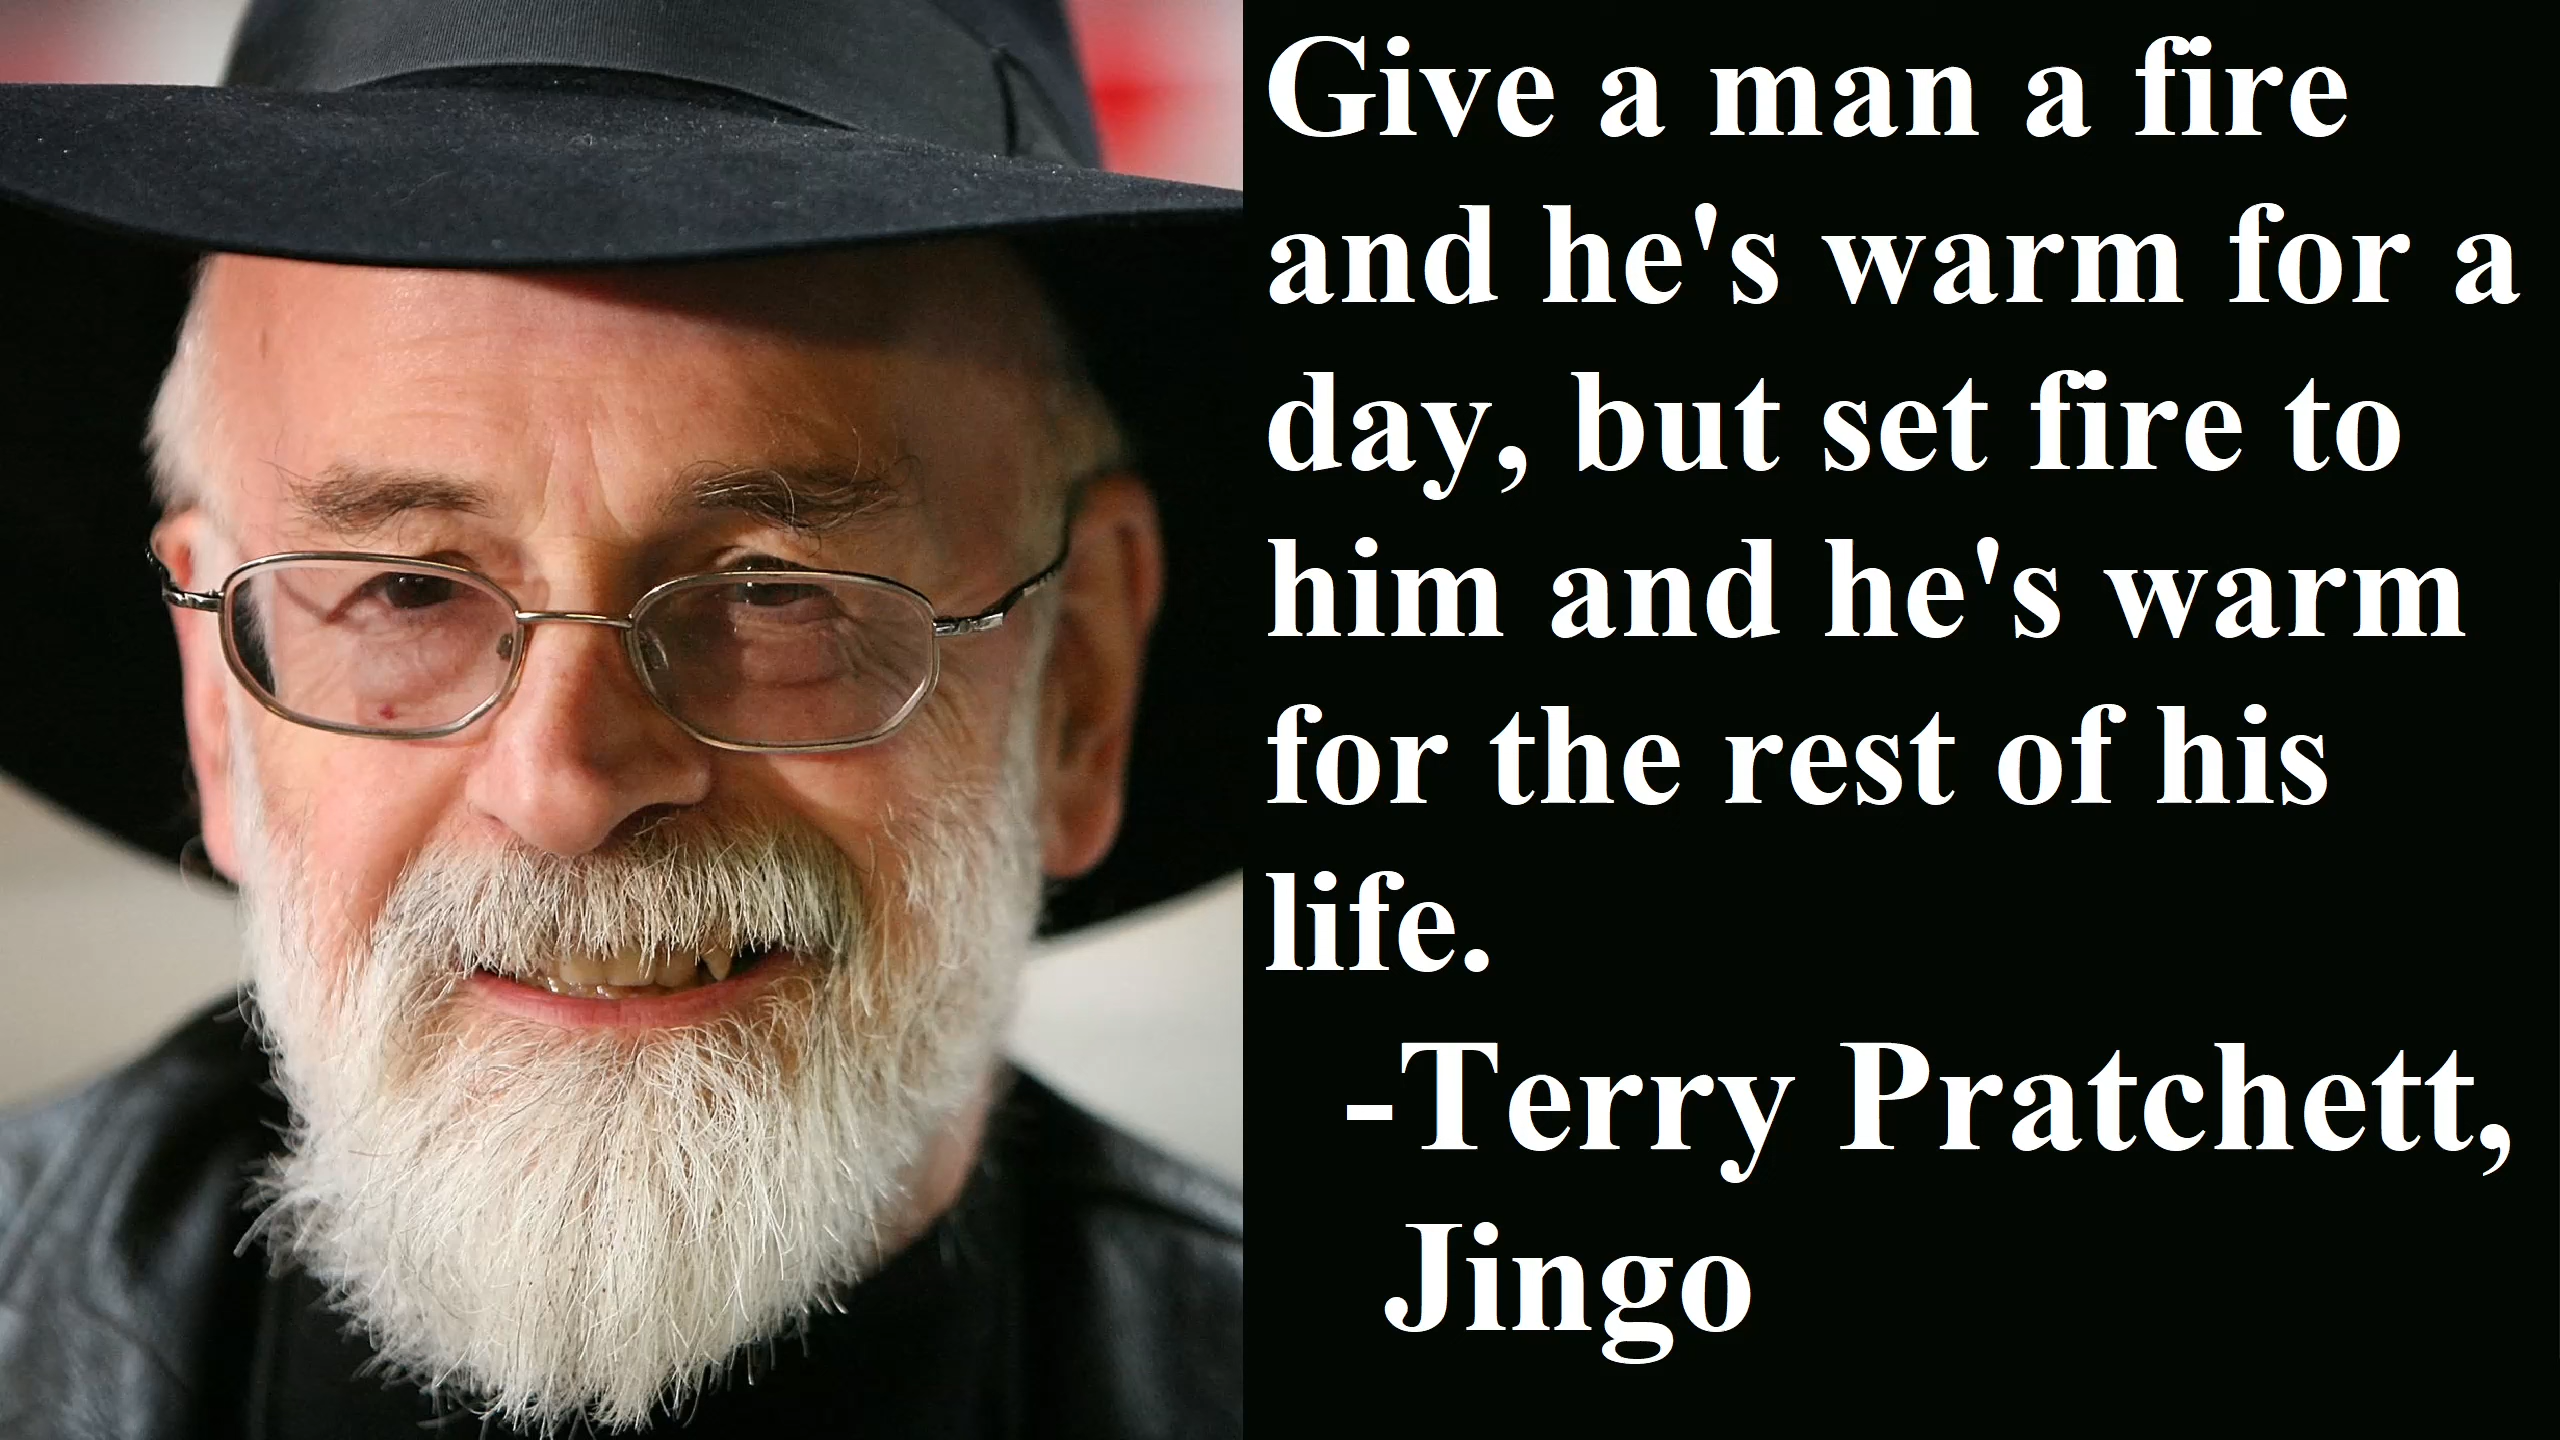 Give a man a fire
and he's warm for a
day, but set fire to
him and he's warm
for the rest of his
life.
-Terry Pratchett,
Jingo